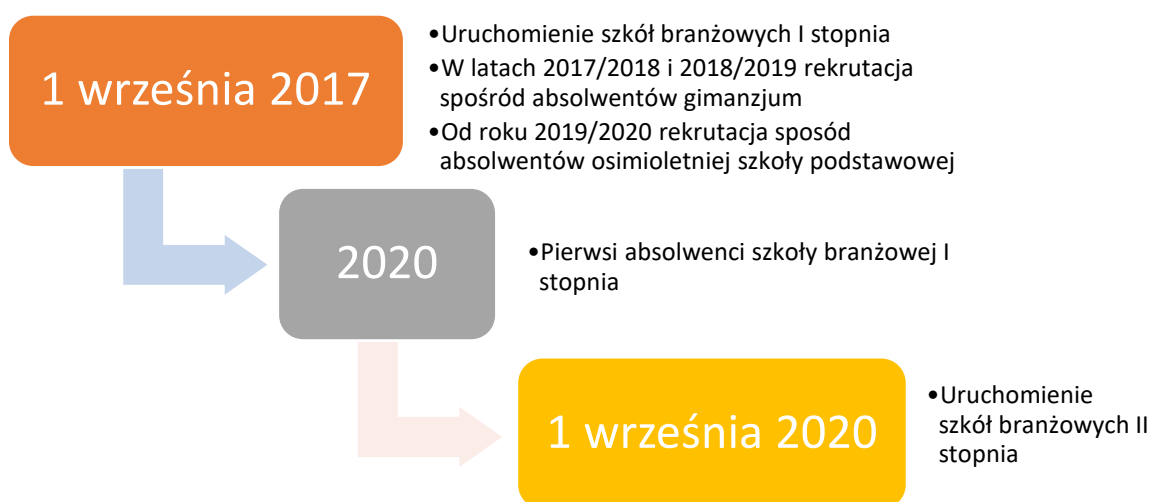 1 września 2017
•Uruchomienie szkół branżowych I stopnia
•W latach 2017/2018 i 2018/2019 rekrutacja
spośród absolwentów gimanzjum
•Od roku 2019/2020 rekrutacja sposód
absolwentów osimioletniej szkoły podstawowej
2020
•Pierwsi absolwenci szkoły branżowej I
stopnia
1 września 2020
•Uruchomienie
szkół branżowych II
stopnia